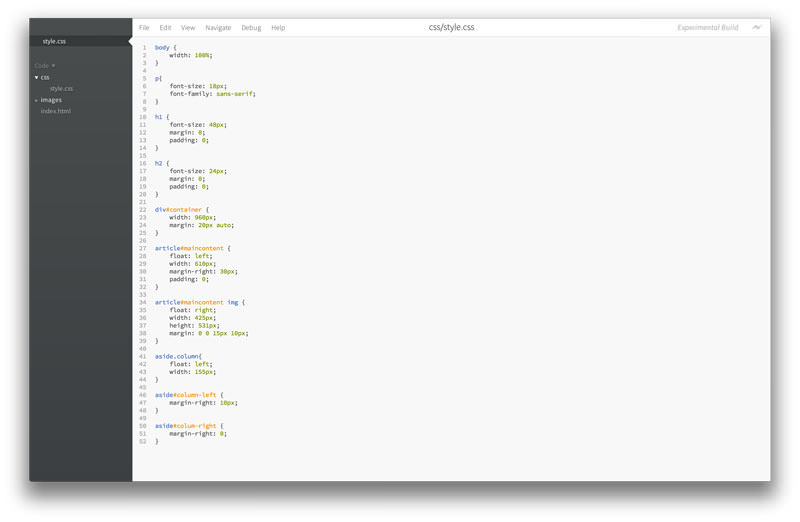 File Edit View Navigate Debug Help
css/style.css
Experimental Build
style.css
Code
css
style.css
images
index.html
1 body {
2 width: 100%;
3 }
4
5 p{
6 font-size: 18px;
7 font-family: sans-serif;
8 }
9
10 h1 {
11 font-size: 48px;
12 margin: 0;
13 padding: 0;
14 }
15
16 h2 {
17 font-size: 24px;
18 margin: 0;
19 padding: 0;
20 }
21
22 div#container {
23 width: 960px;
24 margin: 20px auto;
25 }
26
27 article#maincontent {
28 float: left;
29 width: 610px;
30 margin-right: 30px;
31 padding: 0;
32 }
33
34 article#maincontent img {
35 float: right;
36 width: 425px;
37 height: 531px;
38 margin: 0 0 15px 10px;
39 }
40
41 aside.column{
42 float: left;
43 width: 155px;
44 }
45
46 aside#column-left {
47 margin-right: 10px;
48 }
49
50 aside#colum-right {
51 margin-right: 0;
52 }